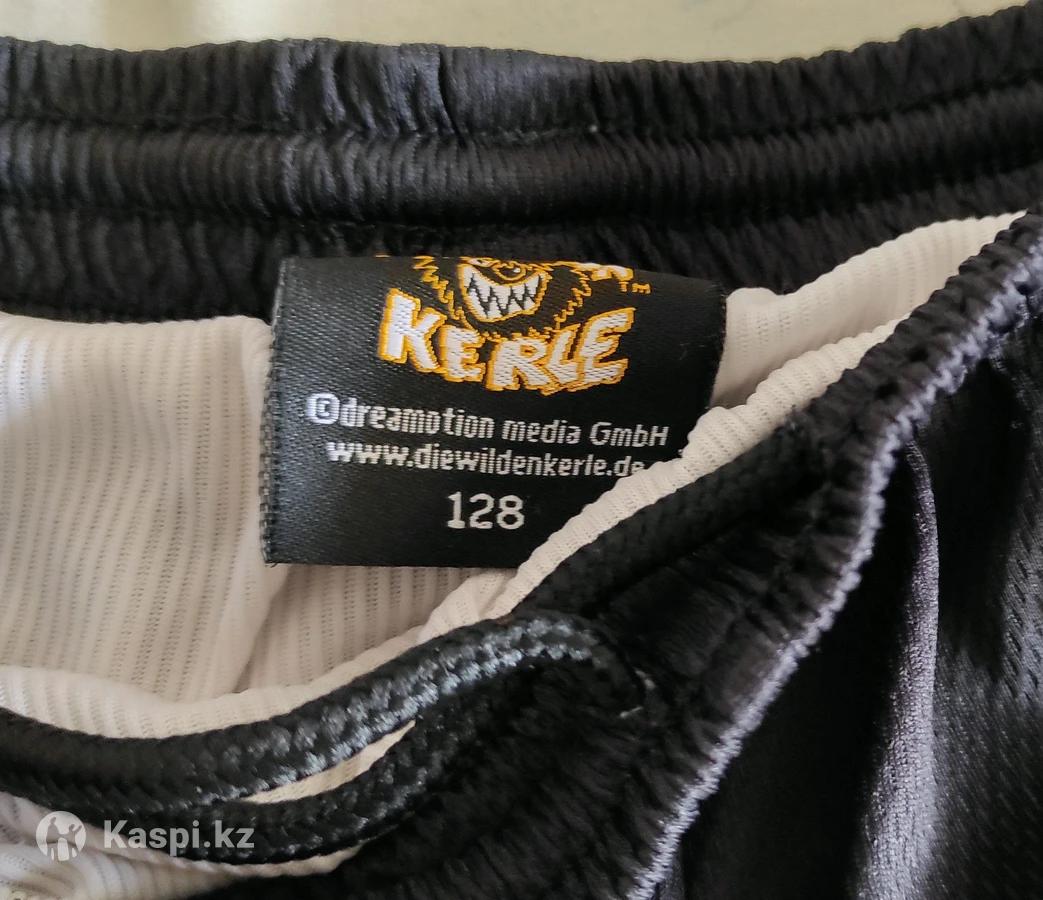 KERLE
©dreamotion media GmbH
www.diewildenkerle.de
128
Kaspi.kz